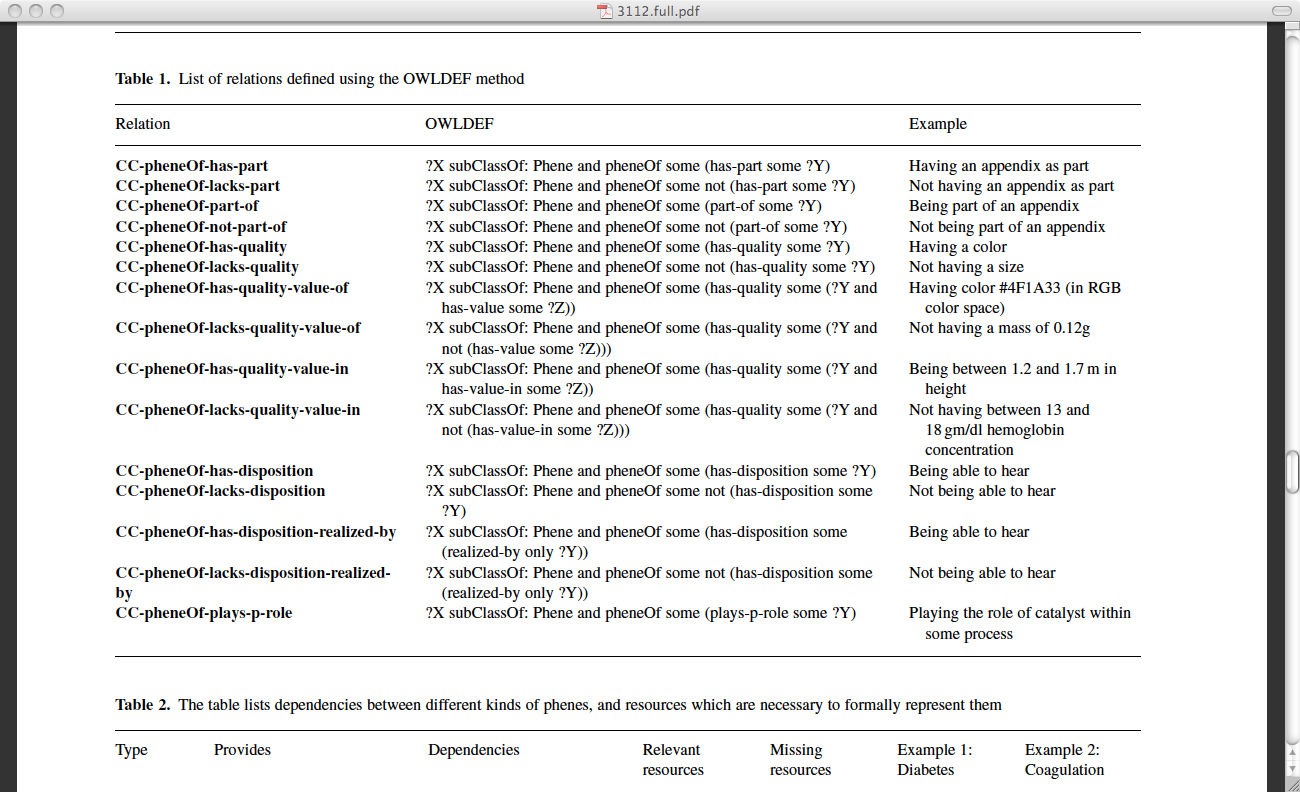 3112.full.pdf
Table 1. List of relations defined using the OWLDEF method
Relation OWLDEF Example
CC-pheneOf-has-part ?X subClassOf: Phene and pheneOf some (has-part some ?Y) Having an appendix as part
CC-pheneOf-lacks-part ?X subClassOf: Phene and pheneOf some not (has-part some ?Y) Not having an appendix as part
CC-pheneOf-part-of ?X subClassOf: Phene and pheneOf some (part-of some ?Y) Being part of an appendix
CC-pheneOf-not-part-of ?X subClassOf: Phene and pheneOf some not (part-of some ?Y) Not being part of an appendix
CC-pheneOf-has-quality ?X subClassOf: Phene and pheneOf some (has-quality some ?Y) Having a color
CC-pheneOf-lacks-quality ?X subClassOf: Phene and pheneOf some not (has-quality some ?Y) Not having a size
CC-pheneOf-has-quality-value-of ?X subClassOf: Phene and pheneOf some (has-quality some (?Y and Having color #4F1A33 (in RGB
has-value some ?Z)) color space)
CC-pheneOf-lacks-quality-value-of ?X subClassOf: Phene and pheneOf some (has-quality some (?Y and Not having a mass of 0.12g
not (has-value some ?Z)))
CC-pheneOf-has-quality-value-in ?X subClassOf: Phene and pheneOf some (has-quality some (?Y and Being between 1.2 and 1.7 m in
has-value-in some ?Z)) height
CC-pheneOf-lacks-quality-value-in ?X subClassOf: Phene and pheneOf some (has-quality some (?Y and Not having between 13 and
not (has-value-in some ?Z))) 18 gm/dl hemoglobin
concentration
CC-pheneOf-has-disposition ?X subClassOf: Phene and pheneOf some (has-disposition some ?Y) Being able to hear
CC-pheneOf-lacks-disposition ?X subClassOf: Phene and pheneOf some not (has-disposition some Not being able to hear
?Y)
CC-pheneOf-has-disposition-realized-by ?X subClassOf: Phene and pheneOf some (has-disposition some Being able to hear
(realized-by only ?Y))
CC-pheneOf-lacks-disposition-realized- ?X subClassOf: Phene and pheneOf some not (has-disposition some Not being able to hear
by (realized-by only ?Y))
CC-pheneOf-plays-p-role ?X subClassOf: Phene and pheneOf some (plays-p-role some ?Y) Playing the role of catalyst within
some process
Table 2. The table lists dependencies between different kinds of phenes, and resources which are necessary to formally represent them
Type Provides Dependencies Relevant Missing Example 1: Example 2:
resources resources Diabetes Coagulation